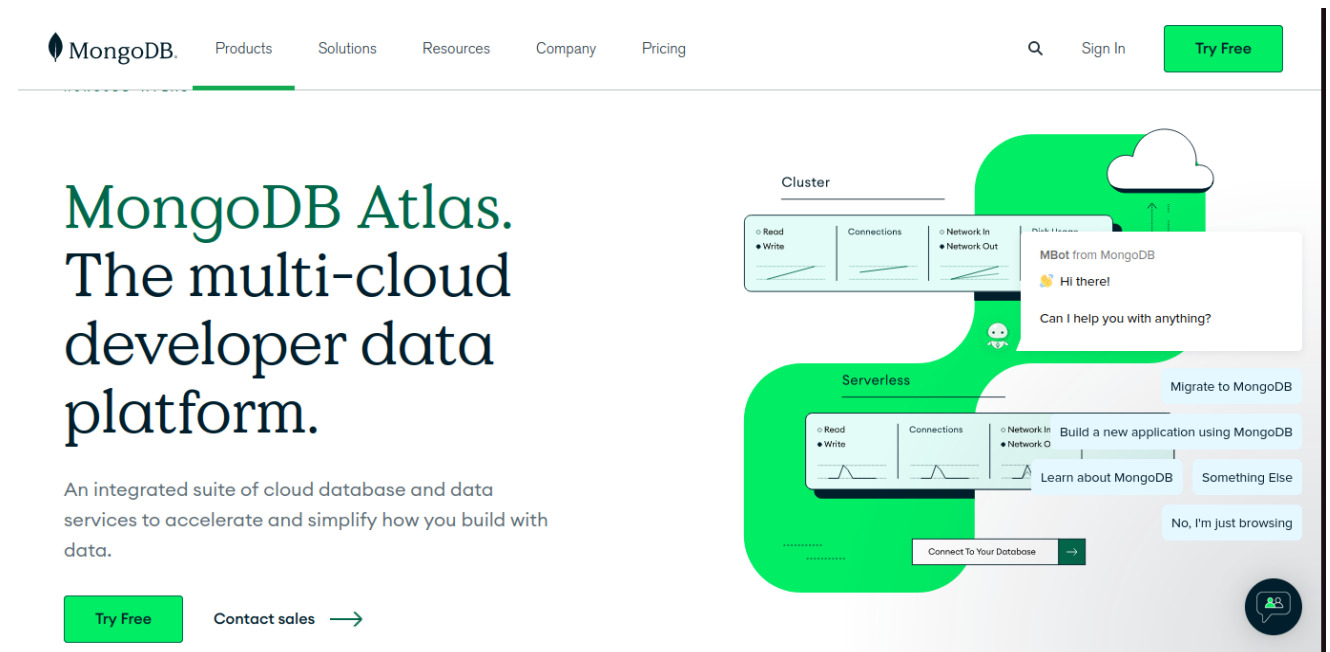 MongoDB.
Products
Solutions
Resources
Company
Pricing
Sign In
Try Free
MongoDB Atlas.
The multi-cloud
developer data
platform.
An integrated suite of cloud database and data
services to accelerate and simplify how you build with
data.
Try Free
Contact sales
Cluster
Read
Write
Connections
Network In
Network Out
Disk Usage
MBot from MongoDB
👋 Hi there!
Can I help you with anything?
Serverless
Read
Write
Connections
Network In
Network O
Migrate to MongoDB
Build a new application using MongoDB
Learn about MongoDB
Something Else
No, I'm just browsing
Connect To Your Database